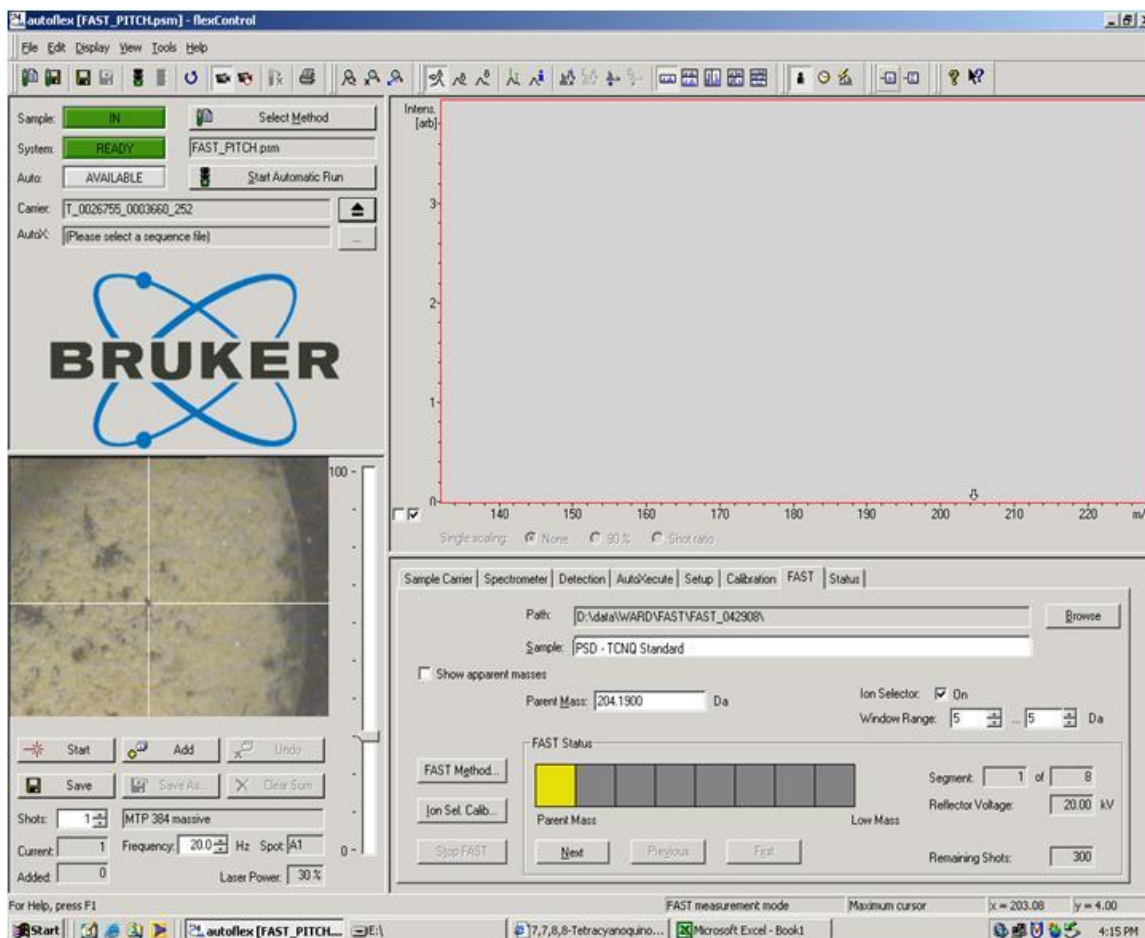 autoflex [FAST_PITCH.psm] - flexControl
File Edit Display View Tools Help
Sample: IN Select Method
System: READY FAST_PITCH.psm
Auto: AVAILABLE Start Automatic Run
Carrier: T_0026755_0003660_252
AutoX: (Please select a sequence file) ...
BRUKER
Intens. [arb]
3
2
1
0
140 150 160 170 180 190 200 210 220 m/
Single scaling: None 90 % Shot ratio
100
0
Start Add Undo
Save Save As... Clear Sum
Shots: 1 MTP 384 massive
Current: 1 Frequency: 20.0 Hz Spot: A1
Added: 0 Laser Power: 30 %
Sample Carrier Spectrometer Detection AutoXecute Setup Calibration FAST Status
Path: D:\data\WARD\FAST\FAST_042908\ Browse
Sample: PSD - TCNQ Standard
Show apparent masses
Parent Mass: 204.1900 Da
Ion Selector: On
Window Range: 5 ... 5 Da
FAST Method...
Ion Sel. Calib...
Stop FAST
FAST Status
Parent Mass Low Mass
Next Previous First
Segment: 1 of 8
Reflector Voltage: 20.00 kV
Remaining Shots: 300
For Help, press F1 FAST measurement mode Maximum cursor x = 203.08 y = 4.00
Start autoflex [FAST_PITCH... E:\ 7,7,8,8-Tetracyanoquino... Microsoft Excel - Book1 4:15 PM